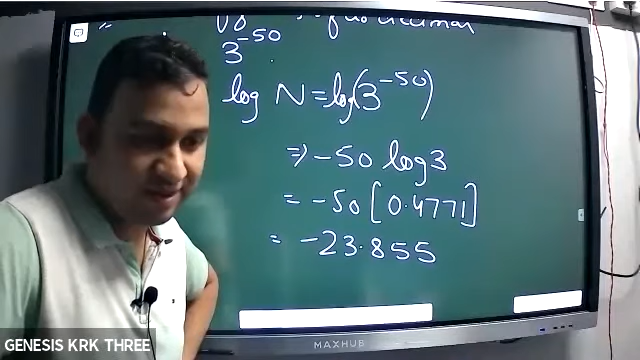 3^-50
log N = log(3^-50)
⇒ -50 log 3
= -50 [0.4771]
= -23.855
MAXHUB
GENESIS KRK THREE